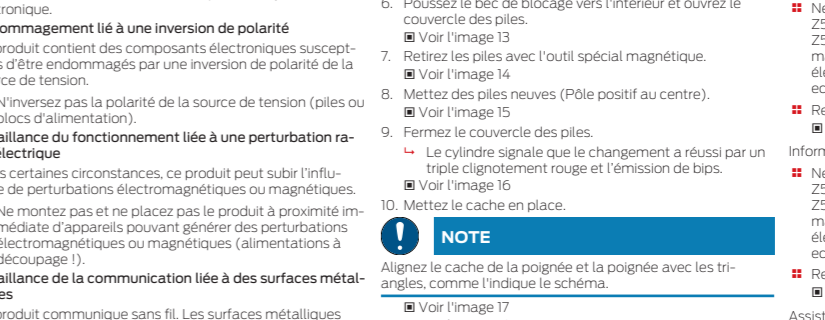 tronique.
ommagement lié à une inversion de polarité
produit contient des composants électroniques suscept-
s d'être endommagés par une inversion de polarité de la
rce de tension.
N'inversez pas la polarité de la source de tension (piles ou
blocs d'alimentation).
aillance du fonctionnement liée à une perturbation ra-
électrique
s certaines circonstances, ce produit peut subir l'influ-
e de perturbations électromagnétiques ou magnétiques.
Ne montez pas et ne placez pas le produit à proximité im-
médiate d'appareils pouvant générer des perturbations
électromagnétiques ou magnétiques (alimentations à
découpage !).
aillance de la communication liée à des surfaces métal-
es
produit communique sans fil. Les surfaces métalliques
6. Poussez le bec de blocage vers l'intérieur et ouvrez le
couvercle des piles.
▣ Voir l'image 13
7. Retirez les piles avec l'outil spécial magnétique.
▣ Voir l'image 14
8. Mettez des piles neuves (Pôle positif au centre).
▣ Voir l'image 15
9. Fermez le couvercle des piles.
↳ Le cylindre signale que le changement a réussi par un
triple clignotement rouge et l'émission de bips.
▣ Voir l'image 16
10. Mettez le cache en place.
NOTE
Alignez le cache de la poignée et la poignée avec les tri-
angles, comme l'indique le schéma.
▣ Voir l'image 17
Ne
Z5
Z5
ma
éle
ec
Re
▣
Inform
Ne
Z5
Z5
ma
éle
ec
Re
▣
Assist